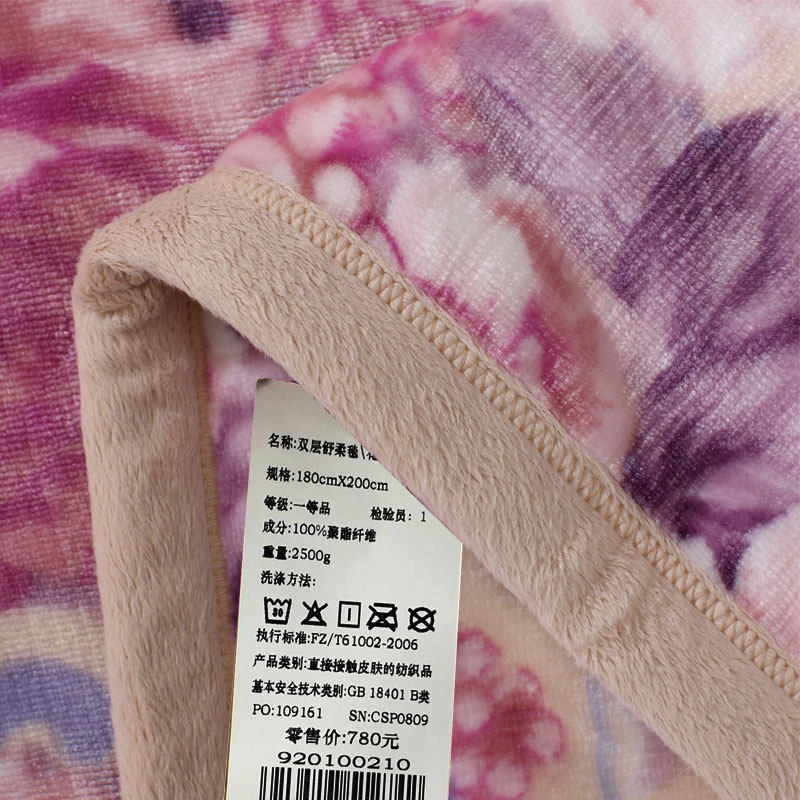 名称:双层舒柔毯\
规格:180cmX200cm
等级:一等品 检验员: 1
成分:100%聚酯纤维
重量:2500g
洗涤方法:
30
执行标准:FZ/T61002-2006
产品类别:直接接触皮肤的纺织品
基本安全技术类别:GB 18401 B类
PO:109161 SN:CSP0809
零售价:780元
920100210